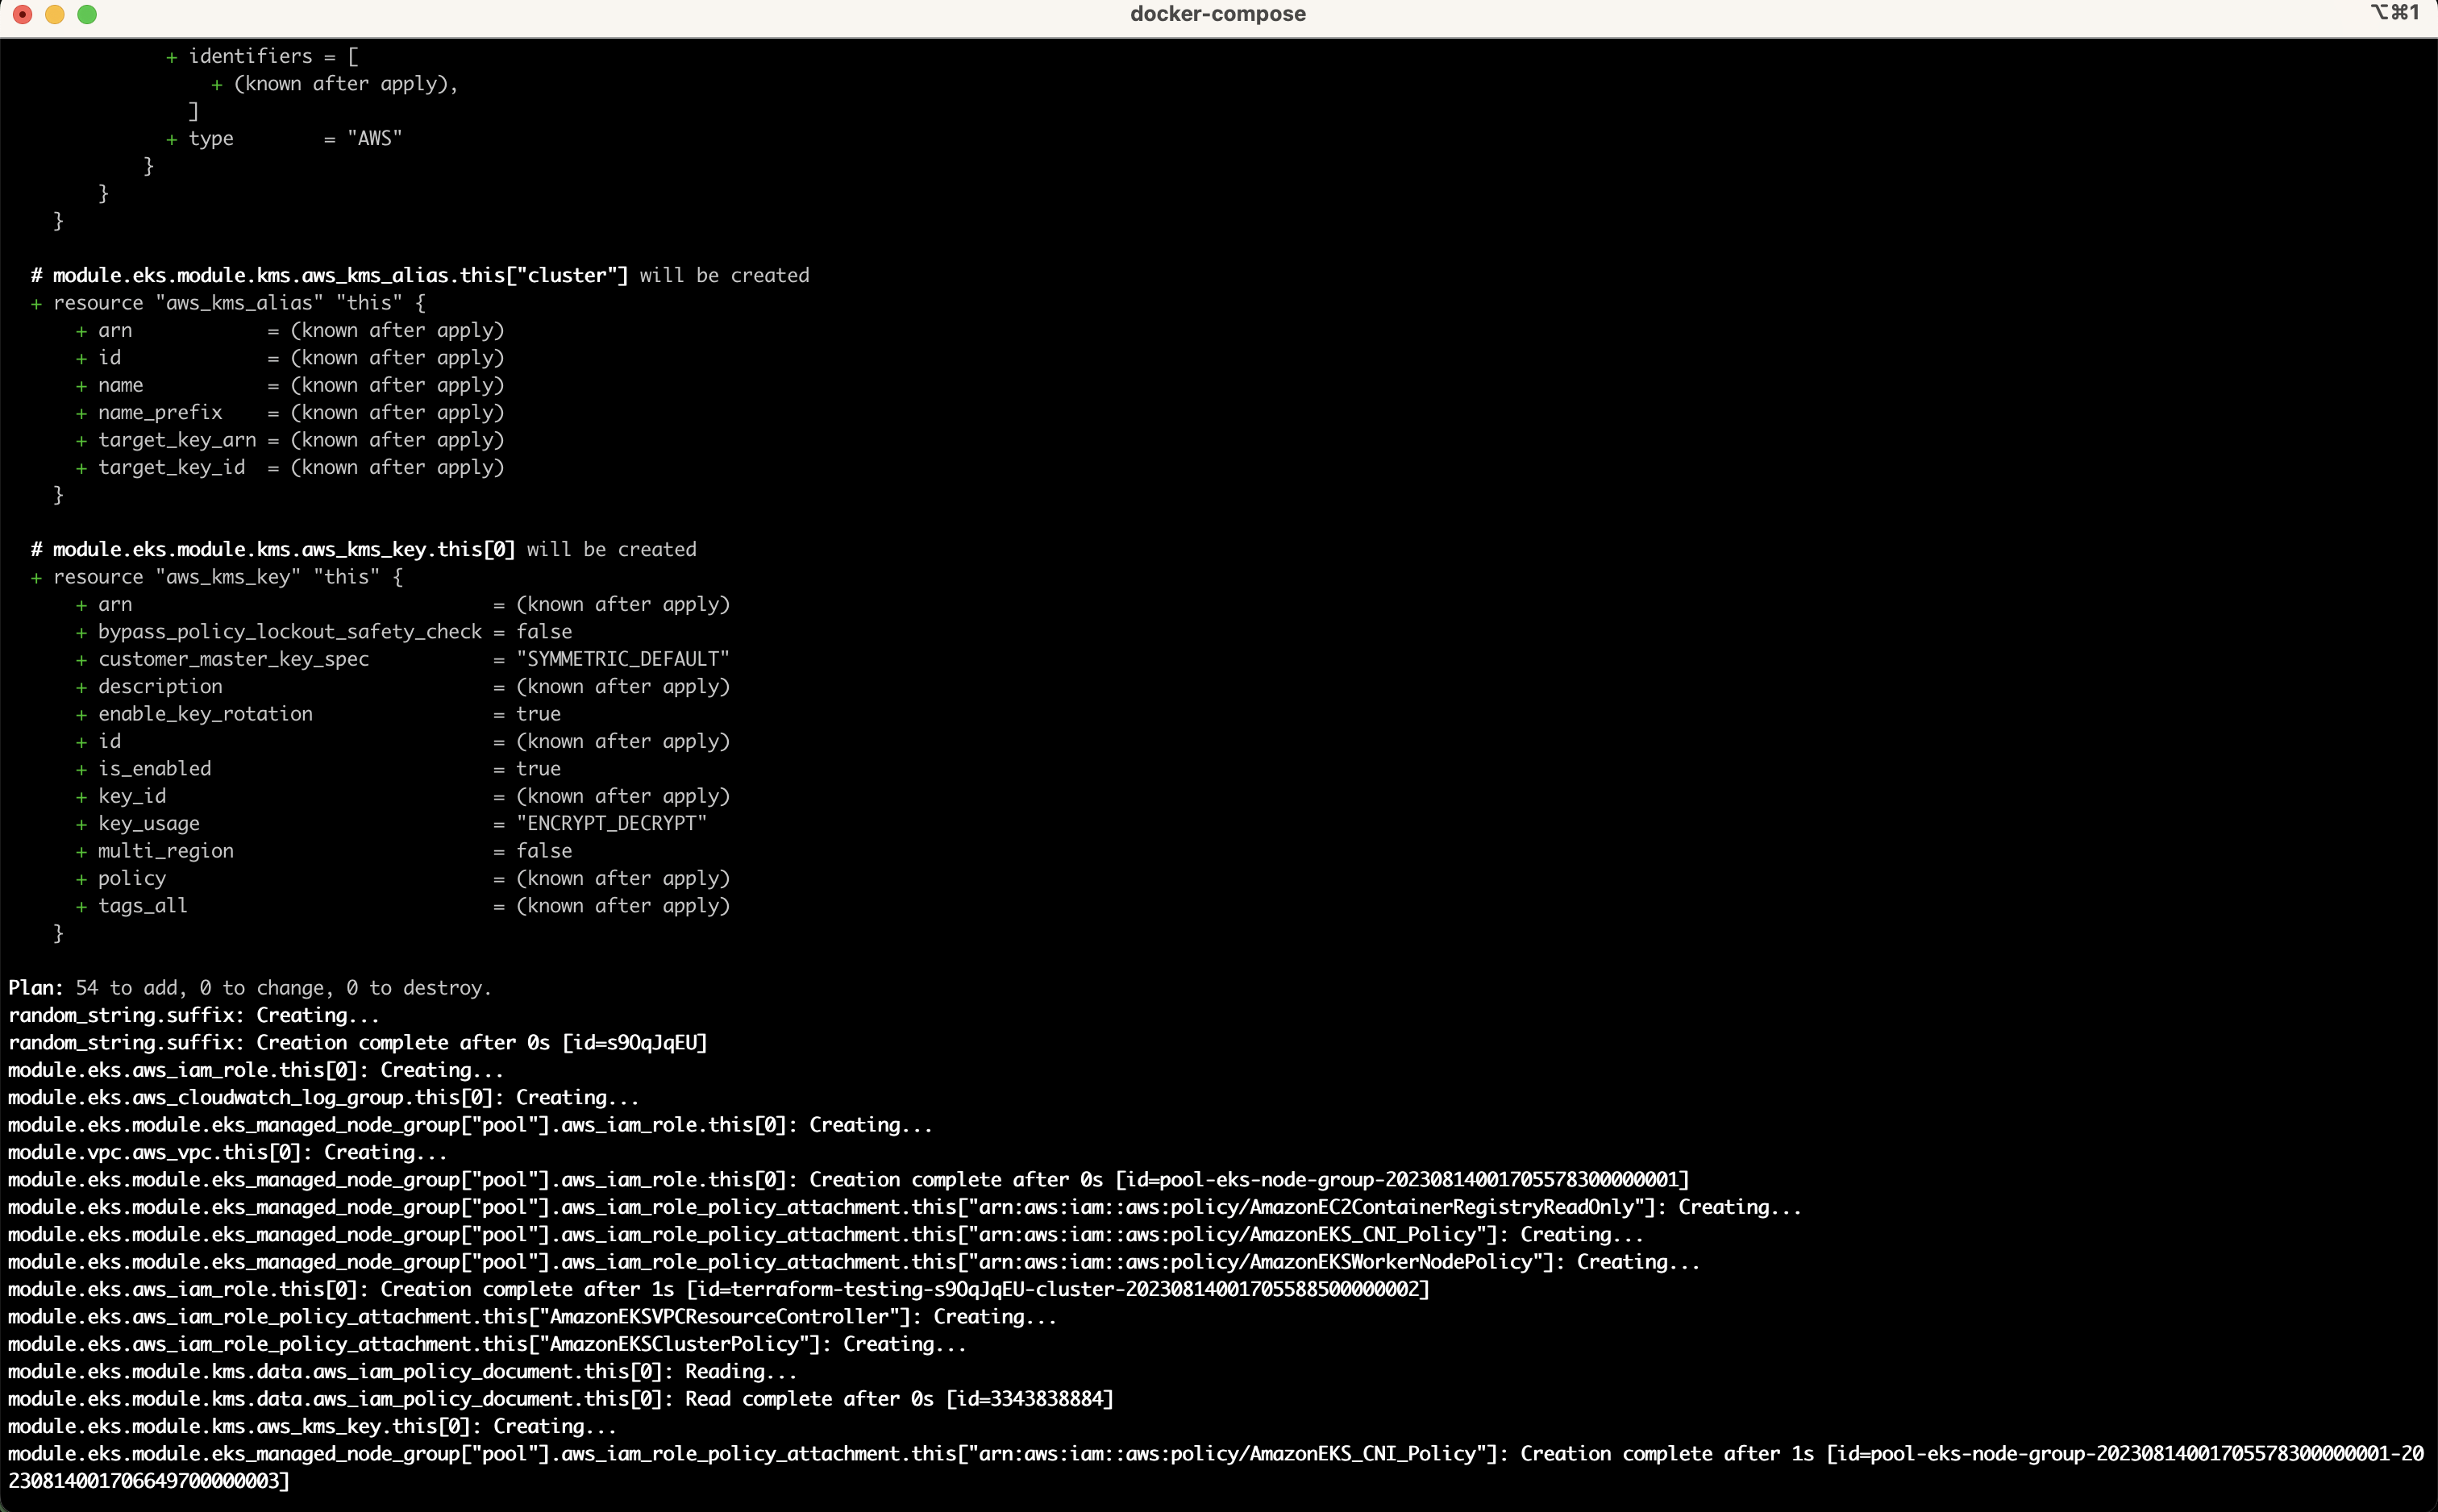 docker-compose
⌥⌘1
+ identifiers = [
+ (known after apply),
]
+ type        = "AWS"
}
}
}
# module.eks.module.kms.aws_kms_alias.this["cluster"] will be created
+ resource "aws_kms_alias" "this" {
+ arn            = (known after apply)
+ id             = (known after apply)
+ name           = (known after apply)
+ name_prefix    = (known after apply)
+ target_key_arn = (known after apply)
+ target_key_id  = (known after apply)
}
# module.eks.module.kms.aws_kms_key.this[0] will be created
+ resource "aws_kms_key" "this" {
+ arn                                = (known after apply)
+ bypass_policy_lockout_safety_check = false
+ customer_master_key_spec           = "SYMMETRIC_DEFAULT"
+ description                        = (known after apply)
+ enable_key_rotation                = true
+ id                                 = (known after apply)
+ is_enabled                         = true
+ key_id                             = (known after apply)
+ key_usage                          = "ENCRYPT_DECRYPT"
+ multi_region                       = false
+ policy                             = (known after apply)
+ tags_all                           = (known after apply)
}
Plan: 54 to add, 0 to change, 0 to destroy.
random_string.suffix: Creating...
random_string.suffix: Creation complete after 0s [id=s9OqJqEU]
module.eks.aws_iam_role.this[0]: Creating...
module.eks.aws_cloudwatch_log_group.this[0]: Creating...
module.eks.module.eks_managed_node_group["pool"].aws_iam_role.this[0]: Creating...
module.vpc.aws_vpc.this[0]: Creating...
module.eks.module.eks_managed_node_group["pool"].aws_iam_role.this[0]: Creation complete after 0s [id=pool-eks-node-group-20230814001705578300000001]
module.eks.module.eks_managed_node_group["pool"].aws_iam_role_policy_attachment.this["arn:aws:iam::aws:policy/AmazonEC2ContainerRegistryReadOnly"]: Creating...
module.eks.module.eks_managed_node_group["pool"].aws_iam_role_policy_attachment.this["arn:aws:iam::aws:policy/AmazonEKS_CNI_Policy"]: Creating...
module.eks.module.eks_managed_node_group["pool"].aws_iam_role_policy_attachment.this["arn:aws:iam::aws:policy/AmazonEKSWorkerNodePolicy"]: Creating...
module.eks.aws_iam_role.this[0]: Creation complete after 1s [id=terraform-testing-s9OqJqEU-cluster-20230814001705588500000002]
module.eks.aws_iam_role_policy_attachment.this["AmazonEKSVPCResourceController"]: Creating...
module.eks.aws_iam_role_policy_attachment.this["AmazonEKSClusterPolicy"]: Creating...
module.eks.module.kms.data.aws_iam_policy_document.this[0]: Reading...
module.eks.module.kms.data.aws_iam_policy_document.this[0]: Read complete after 0s [id=3343838884]
module.eks.module.kms.aws_kms_key.this[0]: Creating...
module.eks.module.eks_managed_node_group["pool"].aws_iam_role_policy_attachment.this["arn:aws:iam::aws:policy/AmazonEKS_CNI_Policy"]: Creation complete after 1s [id=pool-eks-node-group-20230814001705578300000001-20
230814001706649700000003]